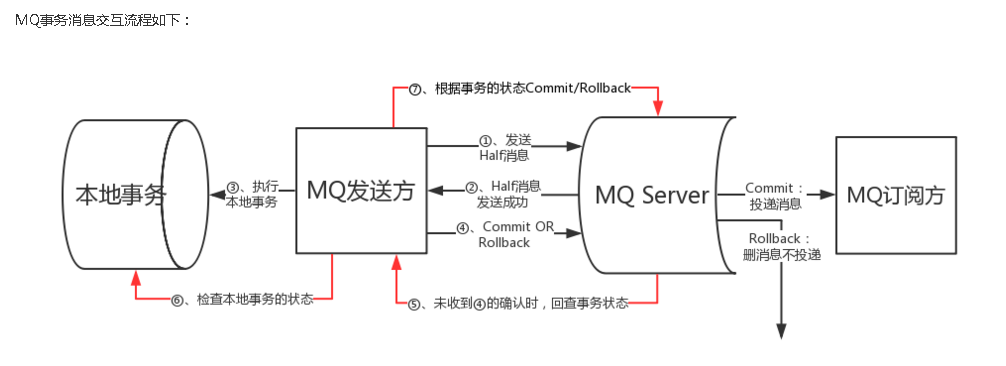 MQ事务消息交互流程如下：
⑦、根据事务的状态Commit/Rollback
①、发送
Half消息
②、Half消息
发送成功
③、执行
本地事务
④、Commit OR
Rollback
本地事务
MQ发送方
MQ Server
Commit：
投递消息
MQ订阅方
Rollback：
删消息不投递
⑥、检查本地事务的状态
⑤、未收到④的确认时，回查事务状态